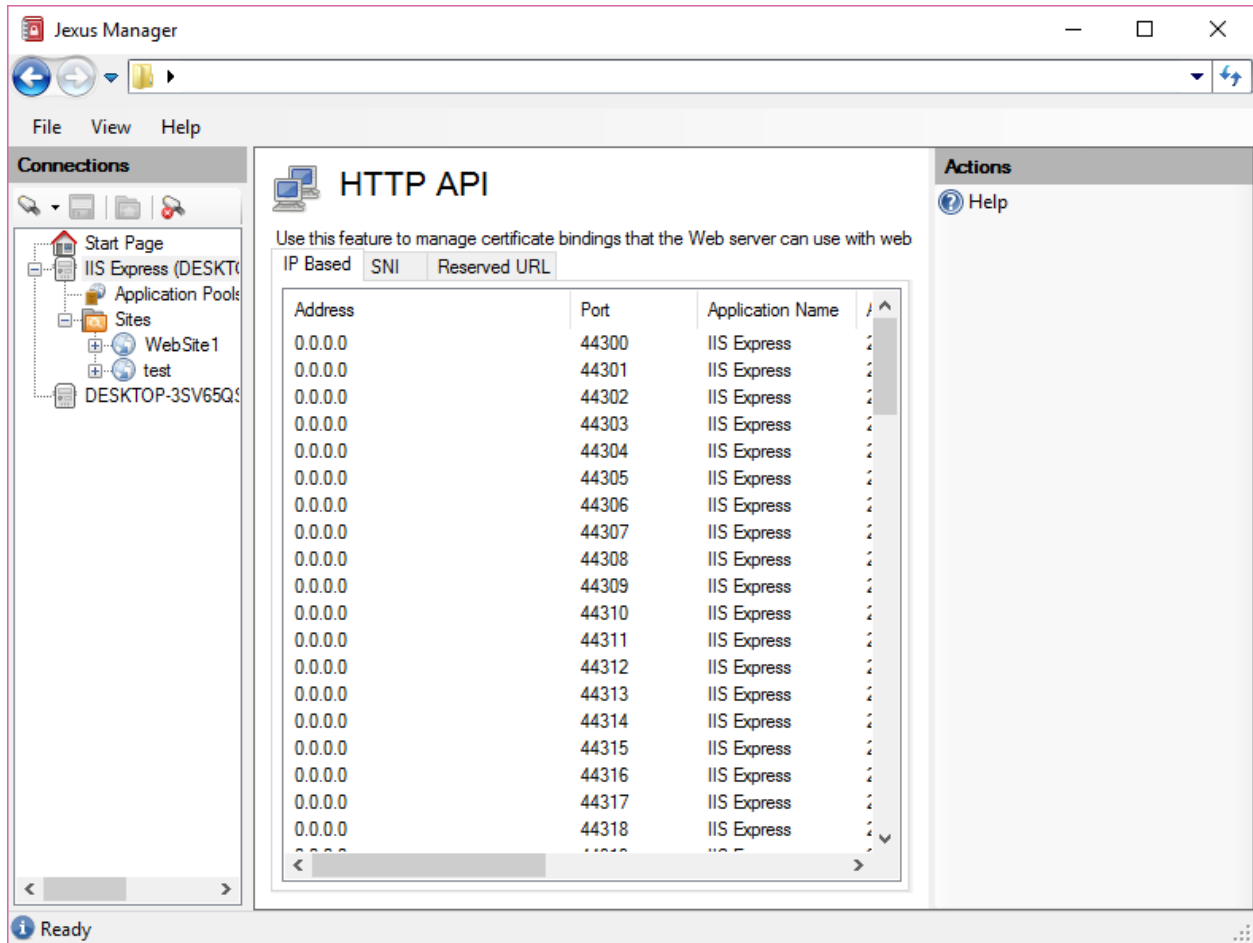 Jexus Manager
File View Help
Connections
Start Page
IIS Express (DESKT
Application Pools
Sites
WebSite1
test
DESKTOP-3SV65QS
HTTP API
Use this feature to manage certificate bindings that the Web server can use with web
IP Based SNI Reserved URL
Address Port Application Name
0.0.0.0 44300 IIS Express
0.0.0.0 44301 IIS Express
0.0.0.0 44302 IIS Express
0.0.0.0 44303 IIS Express
0.0.0.0 44304 IIS Express
0.0.0.0 44305 IIS Express
0.0.0.0 44306 IIS Express
0.0.0.0 44307 IIS Express
0.0.0.0 44308 IIS Express
0.0.0.0 44309 IIS Express
0.0.0.0 44310 IIS Express
0.0.0.0 44311 IIS Express
0.0.0.0 44312 IIS Express
0.0.0.0 44313 IIS Express
0.0.0.0 44314 IIS Express
0.0.0.0 44315 IIS Express
0.0.0.0 44316 IIS Express
0.0.0.0 44317 IIS Express
0.0.0.0 44318 IIS Express
Actions
Help
Ready